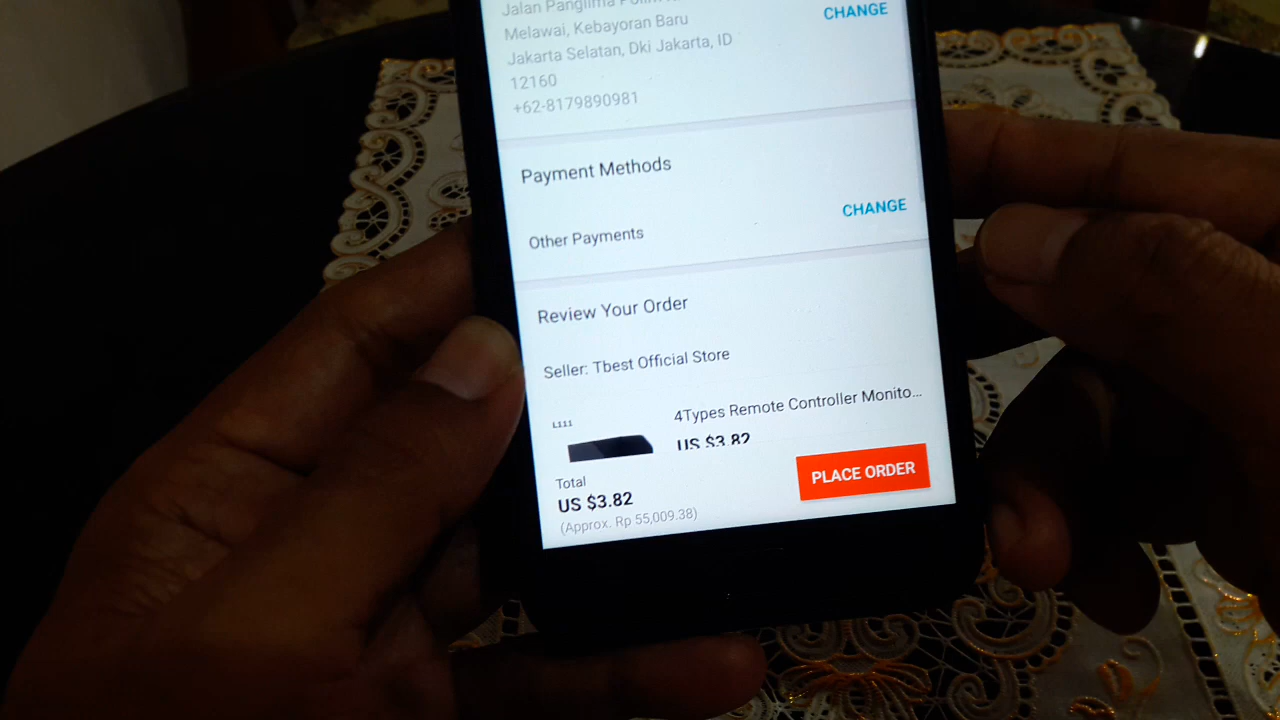 Jalan Panglima Polim
CHANGE
Melawai, Kebayoran Baru
Jakarta Selatan, Dki Jakarta, ID
12160
+62-8179890981
Payment Methods
CHANGE
Other Payments
Review Your Order
Seller: Tbest Official Store
L111
4Types Remote Controller Monito...
US $3.82
Total
US $3.82
(Approx. Rp 55,009.38)
PLACE ORDER